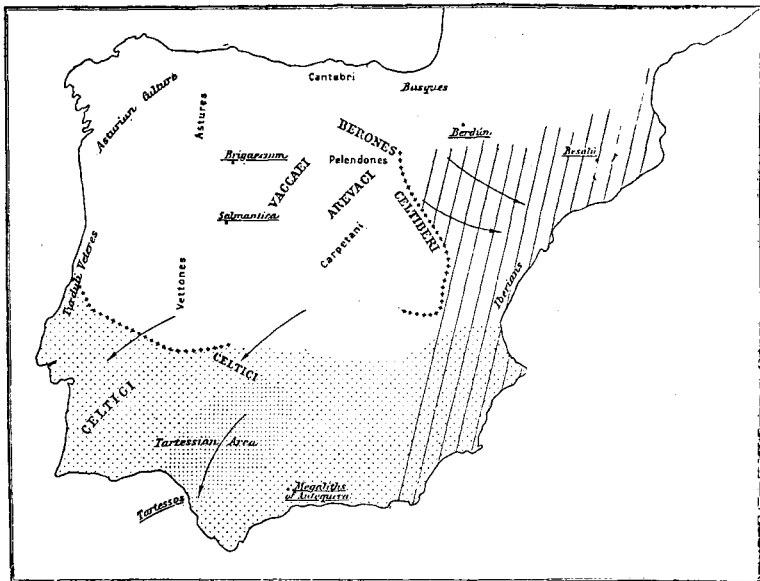 Cantabri
Basques
Asturian Culture
Astures
BERONES
Berdún
Besalú
Brigaecum
Pelendones
VACCAEI
AREVACI
CELTIBERI
Salmantica
Carpetani
Turduli Veteres
Vettones
Iberians
CELTICI
CELTICI
Tartessian Area
Megaliths
of Antequera
Tartessos